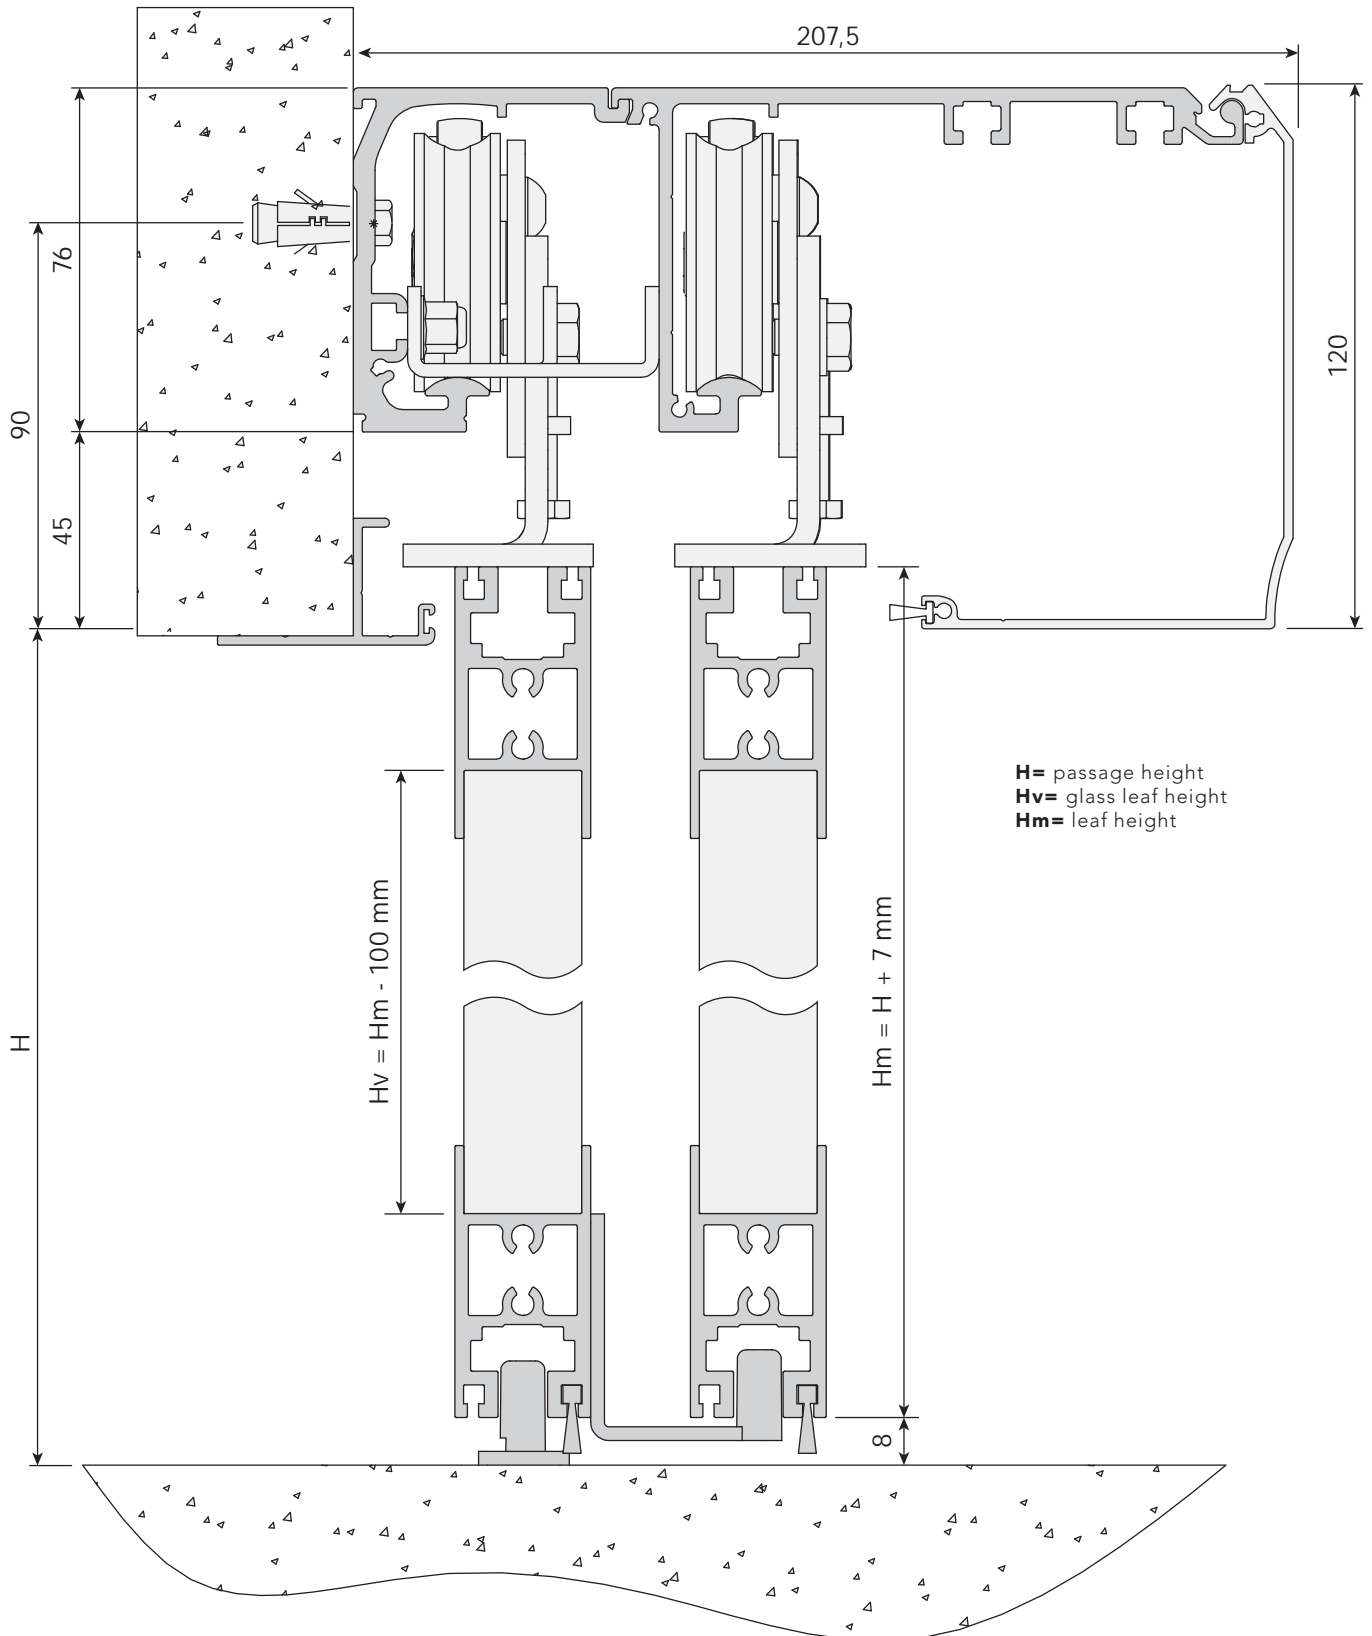 207,5
76
90
120
45
H= passage height
Hv= glass leaf height
Hm= leaf height
Hv = Hm - 100 mm
Hm = H + 7 mm
H
8